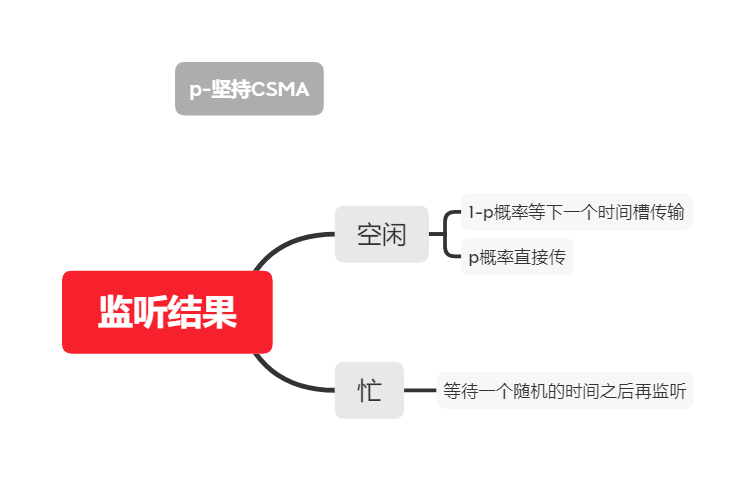 p-坚持CSMA
空闲
1-p概率等下一个时间槽传输
p概率直接传
监听结果
忙
等待一个随机的时间之后再监听